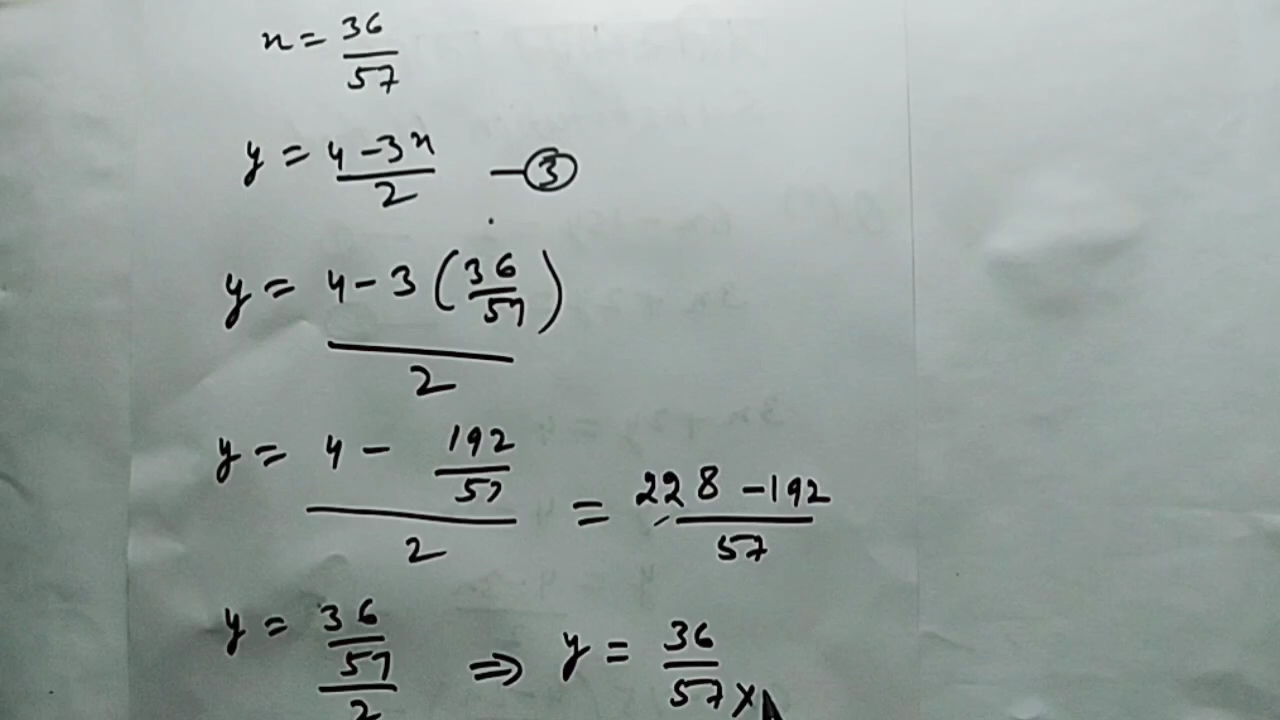 x = 36/57
y = (4 - 3x)/2 — ③
y = (4 - 3(36/57))/2
y = (4 - 192/57)/2 = (228 - 192)/57
y = (36/57)/2 ⇒ y = 36/57×